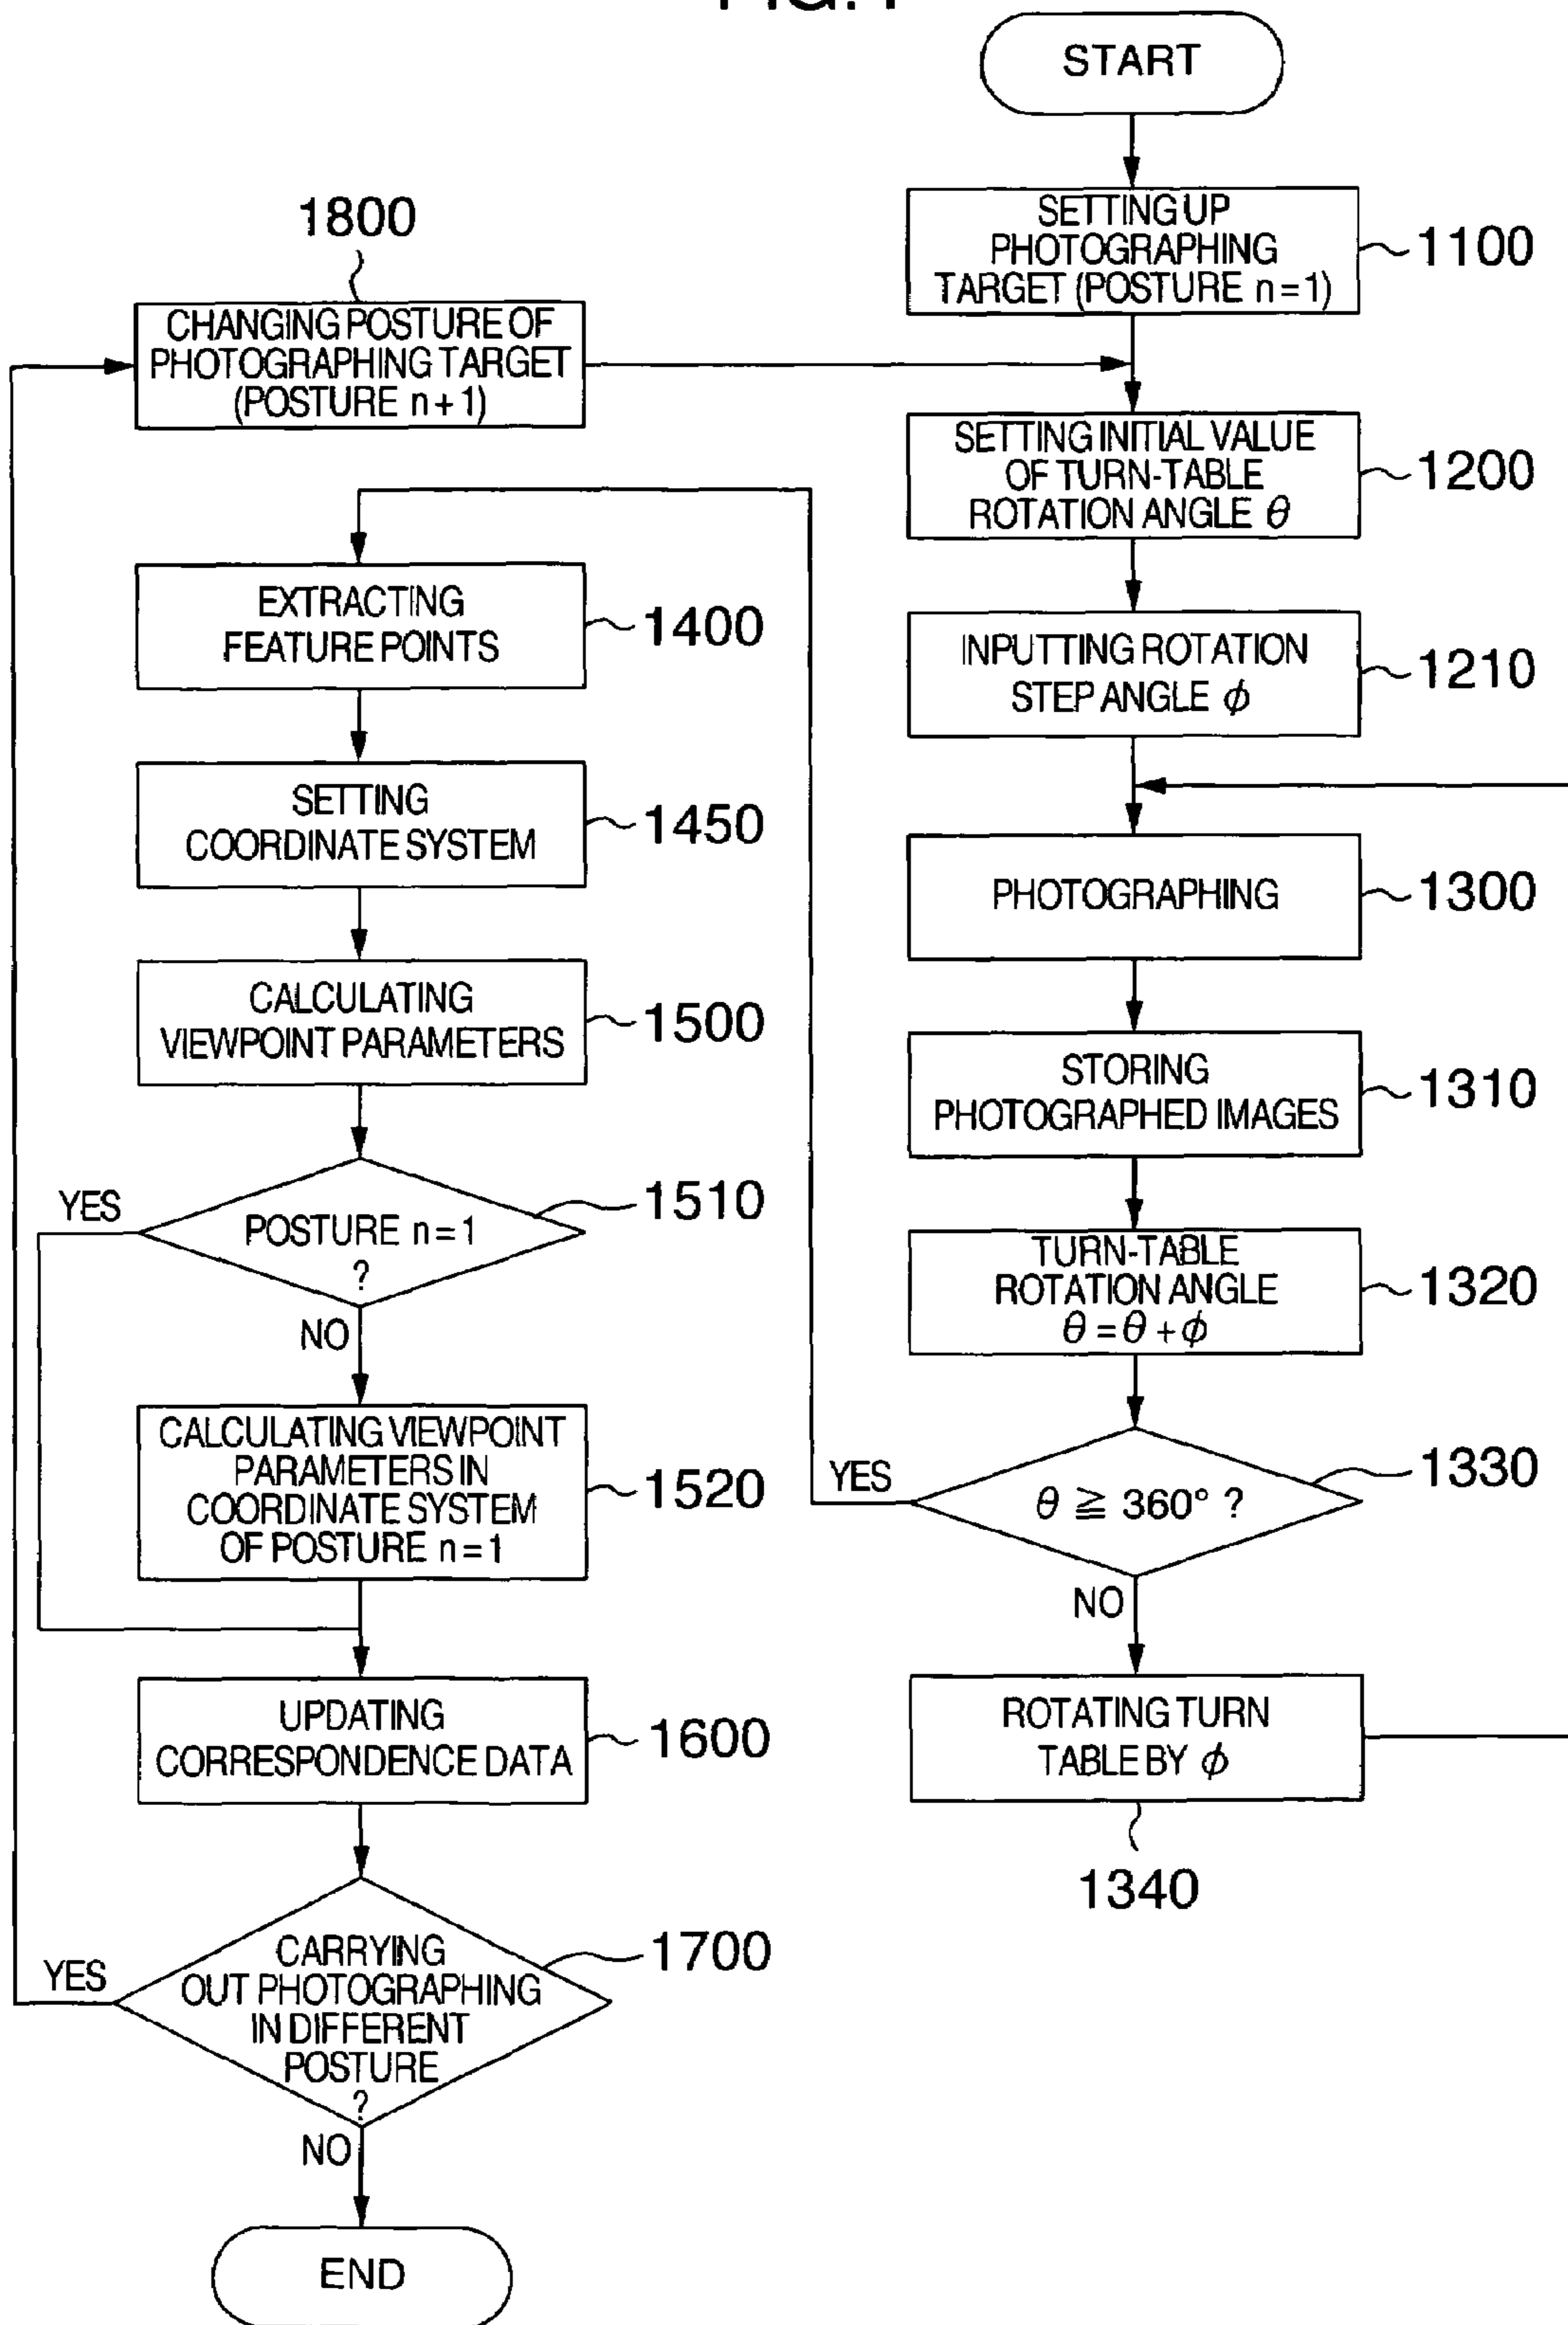 START
SETTING UP
PHOTOGRAPHING
TARGET (POSTURE n=1)
1100
1800
CHANGING POSTURE OF
PHOTOGRAPHING TARGET
(POSTURE n+1)
SETTING INITIAL VALUE
OF TURN-TABLE
ROTATION ANGLE θ
1200
INPUTTING ROTATION
STEP ANGLE ϕ
1210
PHOTOGRAPHING
1300
STORING
PHOTOGRAPHED IMAGES
1310
TURN-TABLE
ROTATION ANGLE
θ=θ+ϕ
1320
θ ≧ 360° ?
1330
YES
NO
ROTATING TURN
TABLE BY ϕ
1340
EXTRACTING
FEATURE POINTS
1400
SETTING
COORDINATE SYSTEM
1450
CALCULATING
VIEWPOINT PARAMETERS
1500
YES
POSTURE n=1
?
1510
NO
CALCULATING VIEWPOINT
PARAMETERS IN
COORDINATE SYSTEM
OF POSTURE n=1
1520
UPDATING
CORRESPONDENCE DATA
1600
YES
CARRYING
OUT PHOTOGRAPHING
IN DIFFERENT
POSTURE
?
1700
NO
END